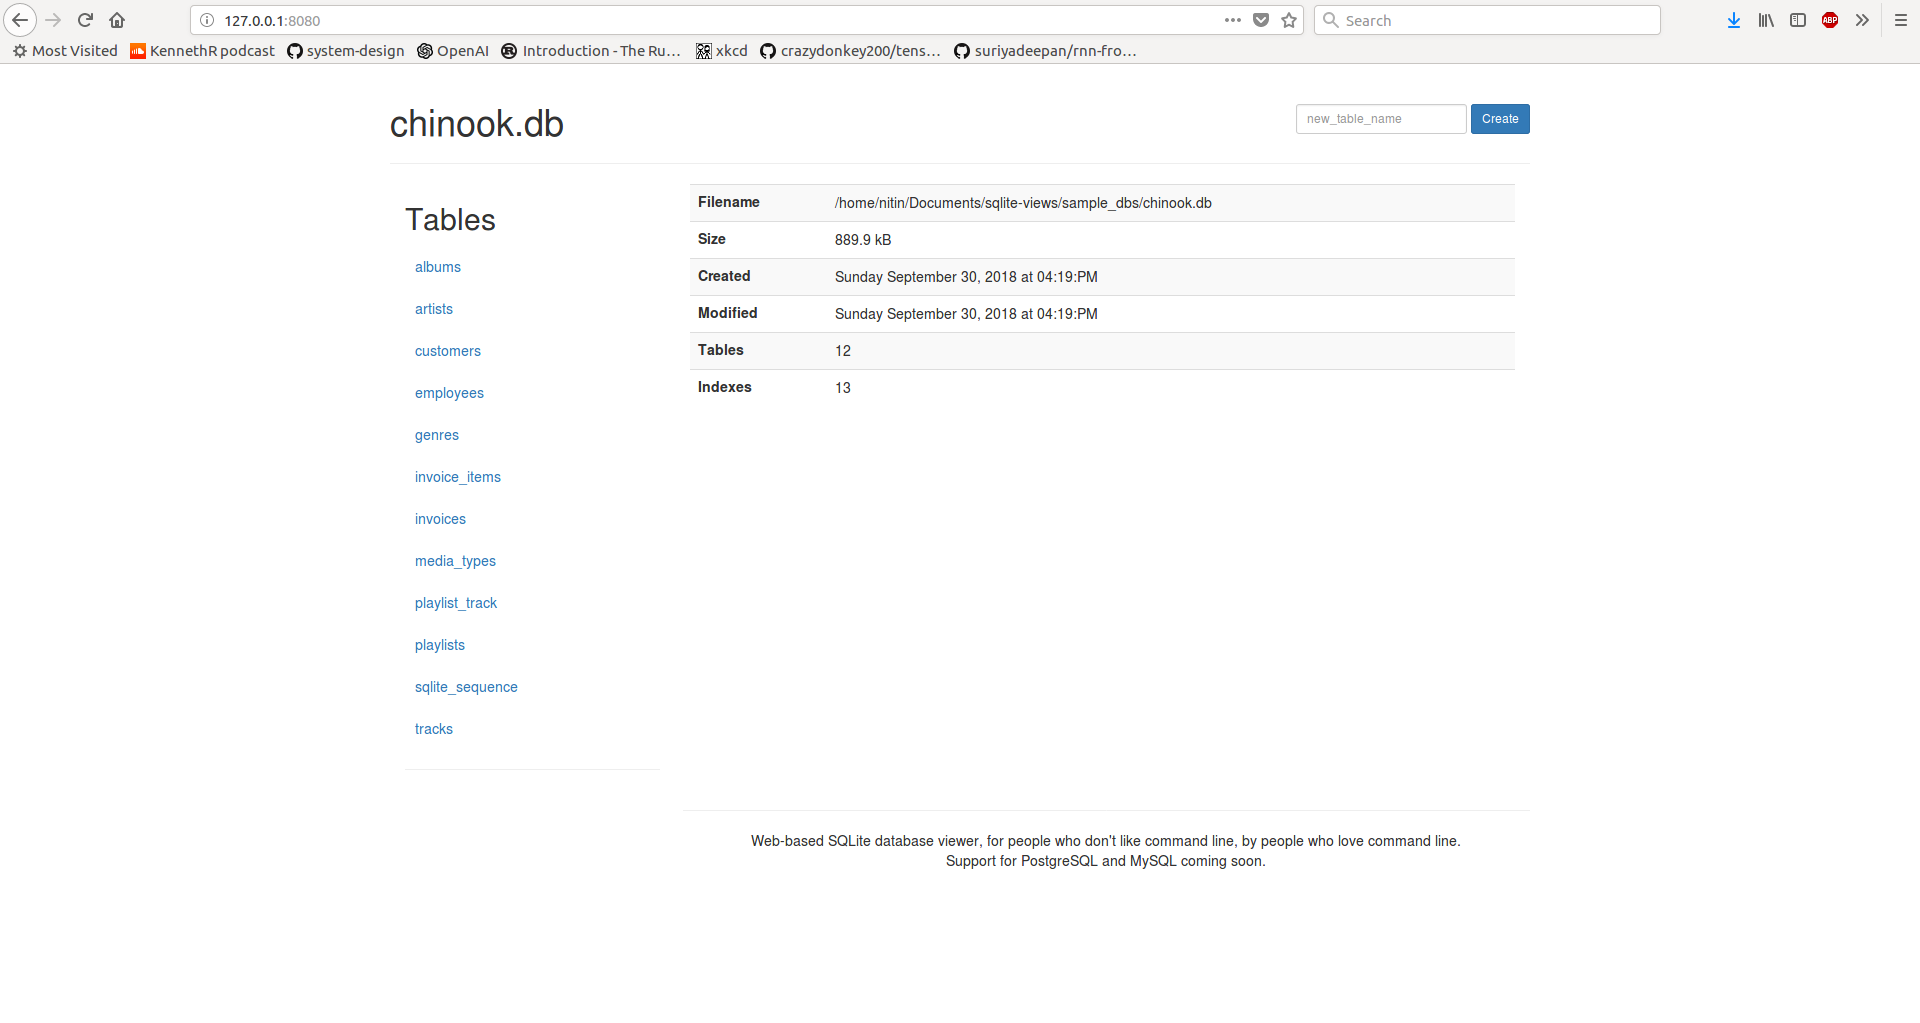 127.0.0.1:8080
Search
ABP
Most Visited KennethR podcast system-design OpenAI Introduction - The Ru... xkcd crazydonkey200/tens... suriyadeepan/rnn-fro...
chinook.db
new_table_name Create
Tables
albums
artists
customers
employees
genres
invoice_items
invoices
media_types
playlist_track
playlists
sqlite_sequence
tracks
Filename /home/nitin/Documents/sqlite-views/sample_dbs/chinook.db
Size 889.9 kB
Created Sunday September 30, 2018 at 04:19:PM
Modified Sunday September 30, 2018 at 04:19:PM
Tables 12
Indexes 13
Web-based SQLite database viewer, for people who don't like command line, by people who love command line.
Support for PostgreSQL and MySQL coming soon.